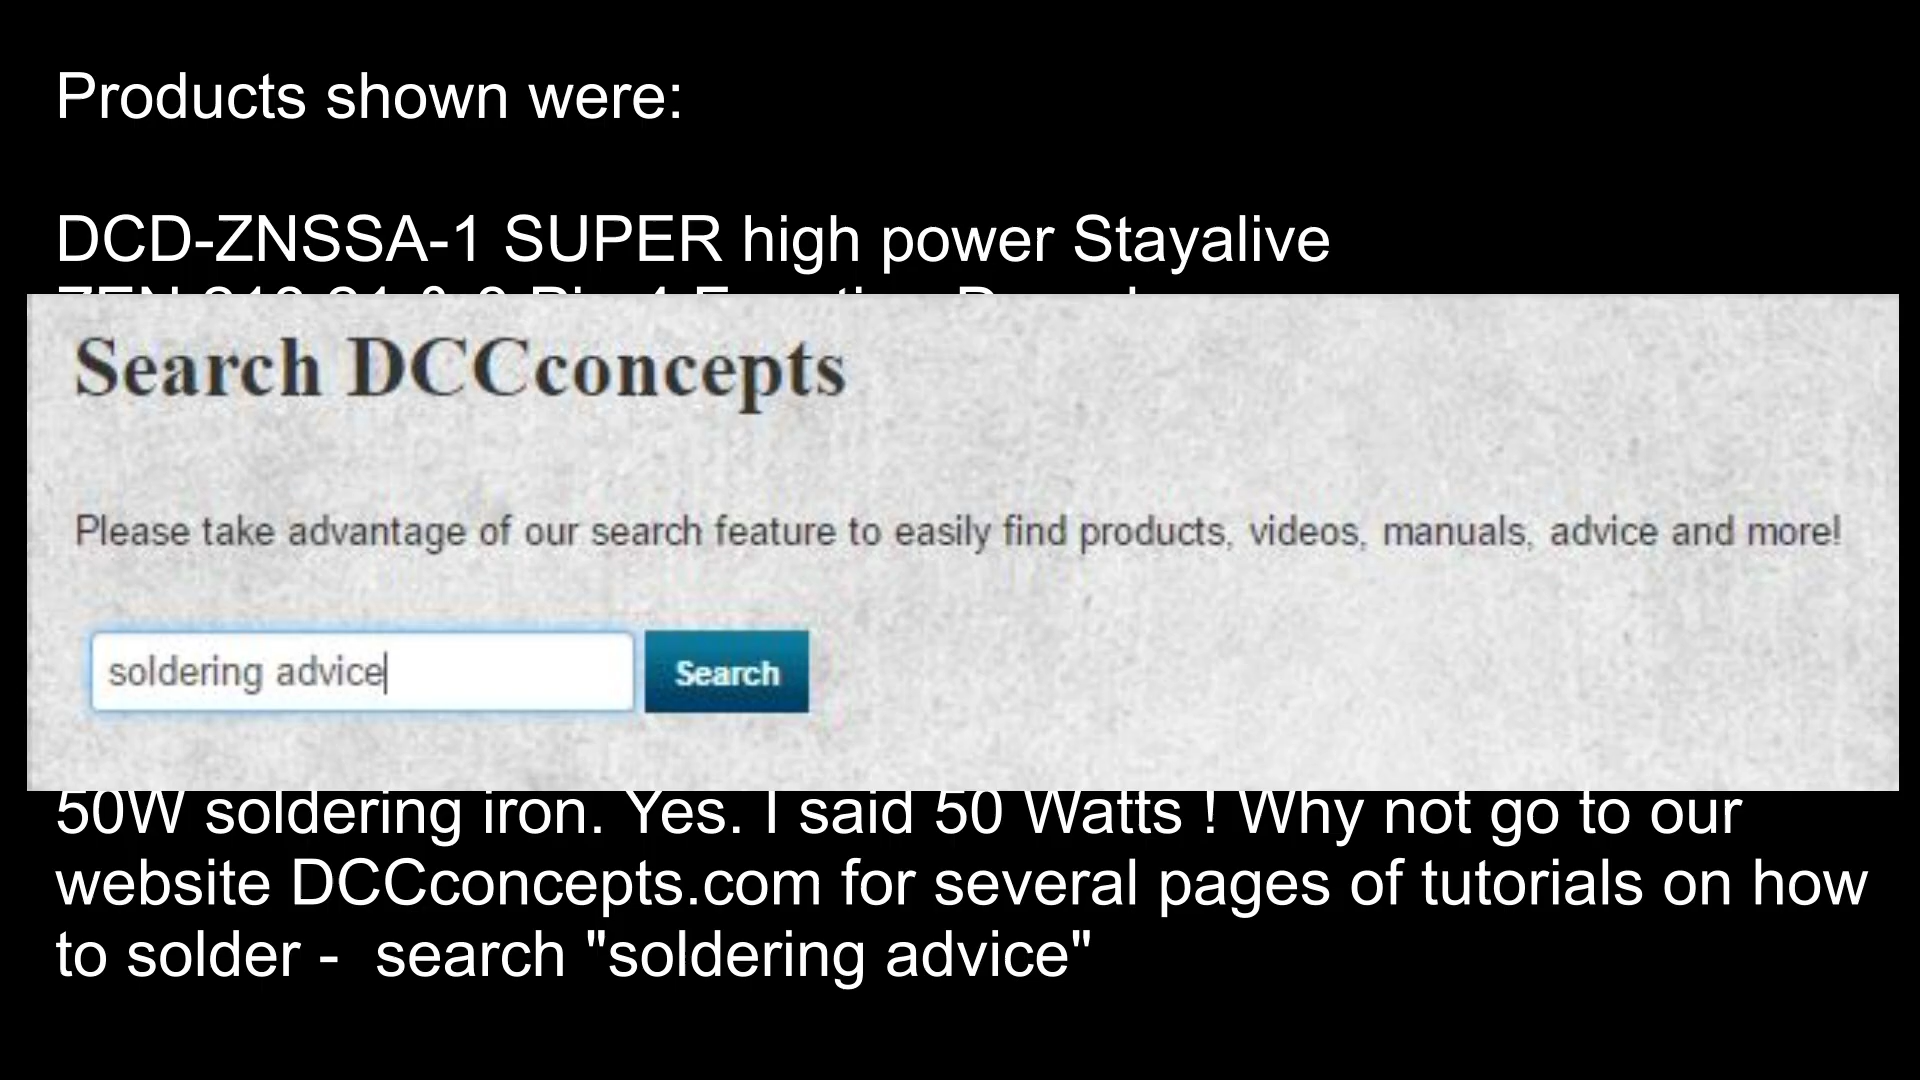 Products shown were:
DCD-ZNSSA-1 SUPER high power Stayalive
Search DCCconcepts
Please take advantage of our search feature to easily find products, videos, manuals, advice and more!
soldering advice
Search
50W soldering iron. Yes. I said 50 Watts ! Why not go to our
website DCCconcepts.com for several pages of tutorials on how
to solder - search "soldering advice"